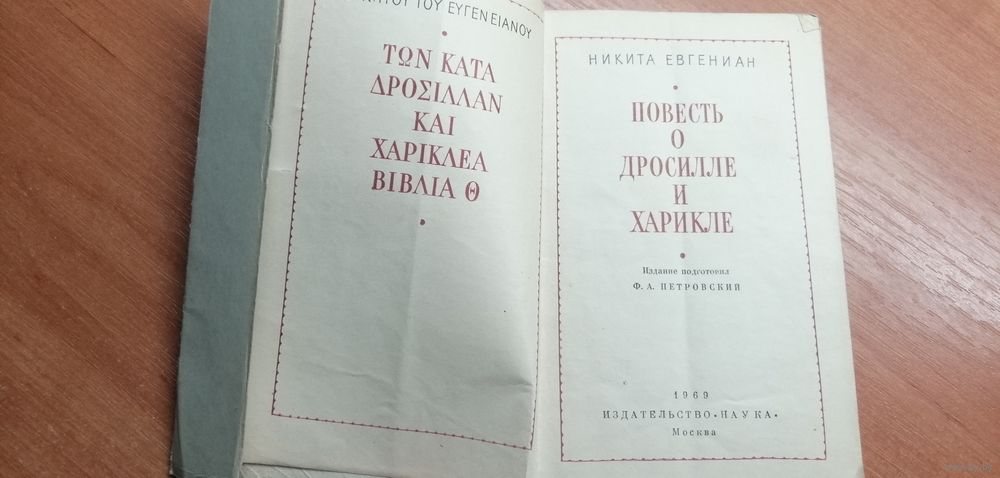 ΤΟΥ ΕΥΓΕΝΕΙΑΝΟΥ
ΤΩΝ ΚΑΤΑ
ΔΡΟΣΙΛΛΑΝ
ΚΑΙ
ΧΑΡΙΚΛΕΑ
ΒΙΒΛΙΑ Θ
НИКИТА ЕВГЕНИАН
ПОВЕСТЬ
О
ДРОСИЛЛЕ
И
ХАРИКЛЕ
Издание подготовил
Ф. А. ПЕТРОВСКИЙ
1969
ИЗДАТЕЛЬСТВО • НАУКА •
Москва